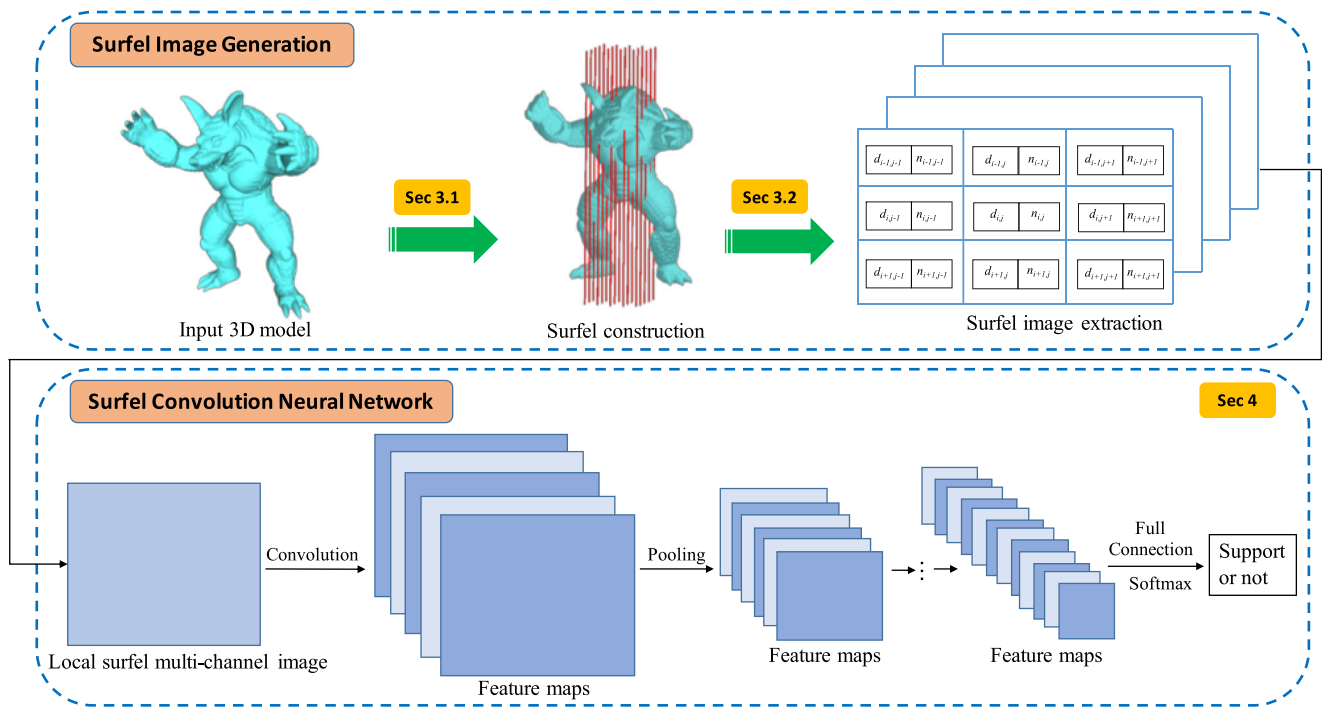 Surfel Image Generation
Sec 3.1
Sec 3.2
d_{i-1,j-1} n_{i-1,j-1} d_{i-1,j} n_{i-1,j} d_{i-1,j+1} n_{i-1,j+1}
d_{i,j-1} n_{i,j-1} d_{i,j} n_{i,j} d_{i,j+1} n_{i+1,j+1}
d_{i+1,j-1} n_{i+1,j-1} d_{i+1,j} n_{i+1,j} d_{i+1,j+1} n_{i+1,j+1}
Input 3D model
Surfel construction
Surfel image extraction
Surfel Convolution Neural Network
Sec 4
Local surfel multi-channel image
Convolution
Feature maps
Pooling
Feature maps
⋮
Feature maps
Full
Connection
Softmax
Support
or not